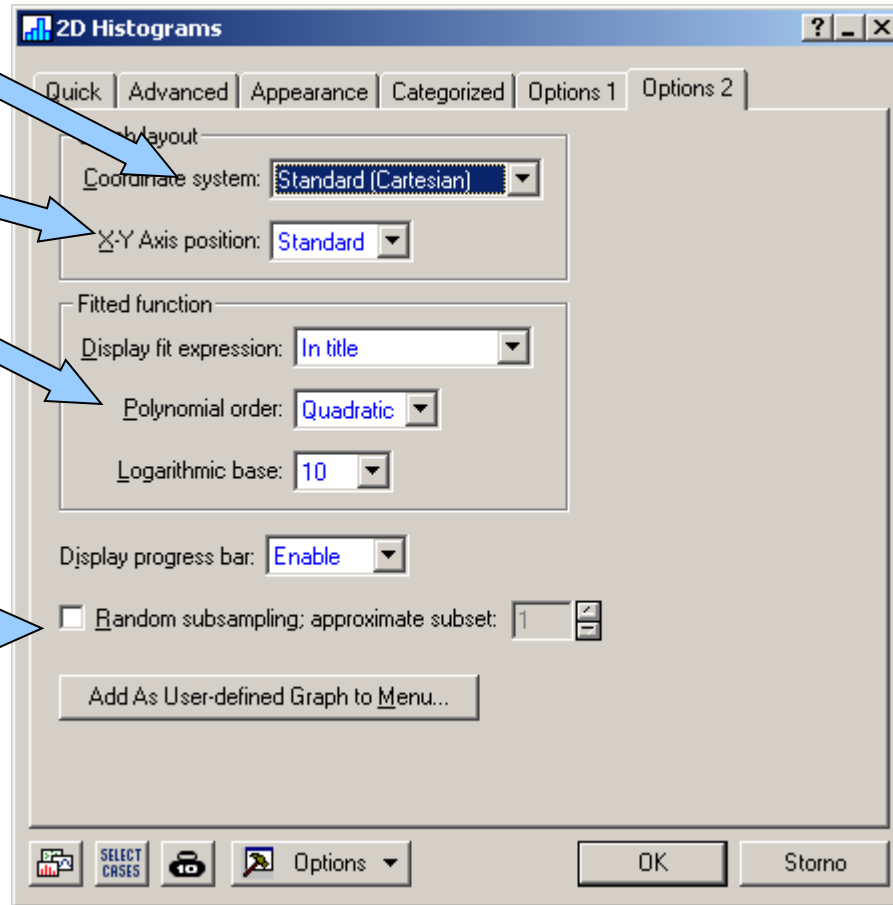 2D Histograms
Quick Advanced Appearance Categorized Options 1 Options 2
layout
Coordinate system: Standard (Cartesian)
X-Y Axis position: Standard
Fitted function
Display fit expression: In title
Polynomial order: Quadratic
Logarithmic base: 10
Display progress bar: Enable
Random subsampling; approximate subset: 1
Add As User-defined Graph to Menu...
SELECT CASES 10 Options OK Storno